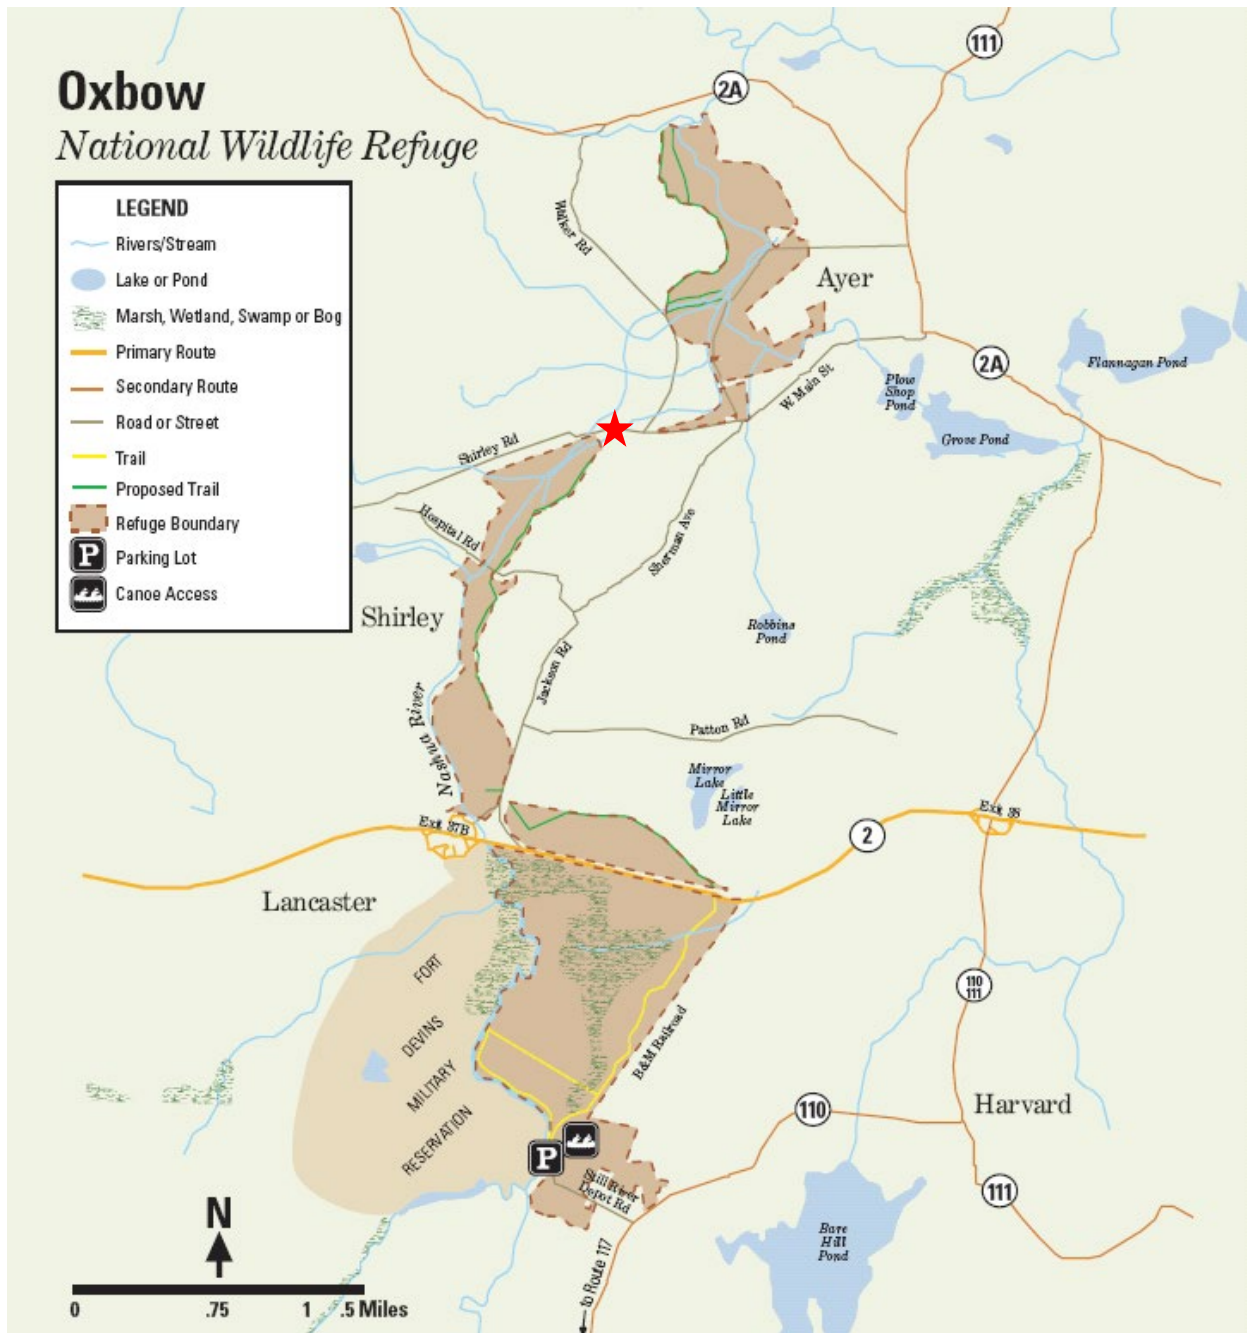 Oxbow
National Wildlife Refuge
LEGEND
Rivers/Stream
Lake or Pond
Marsh, Wetland, Swamp or Bog
Primary Route
Secondary Route
Road or Street
Trail
Proposed Trail
Refuge Boundary
P
Parking Lot
Canoe Access
111
2A
Walker Rd
Ayer
2A
Flannagan Pond
Plow
Shop
Pond
W. Main St
Grove Pond
Shirley Rd
Hospital Rd
Sherman Ave
Shirley
Robbins
Pond
Jackson Rd
Nashua River
Patton Rd
Mirror
Lake
Little
Mirror
Lake
Exit 37B
Exit 38
2
Lancaster
FORT
DEVINS
MILITARY
RESERVATION
B&M Railroad
110
111
110
Harvard
P
Still River
Depot Rd
111
Bare
Hill
Pond
to Route 117
N
0 .75 1 .5 Miles